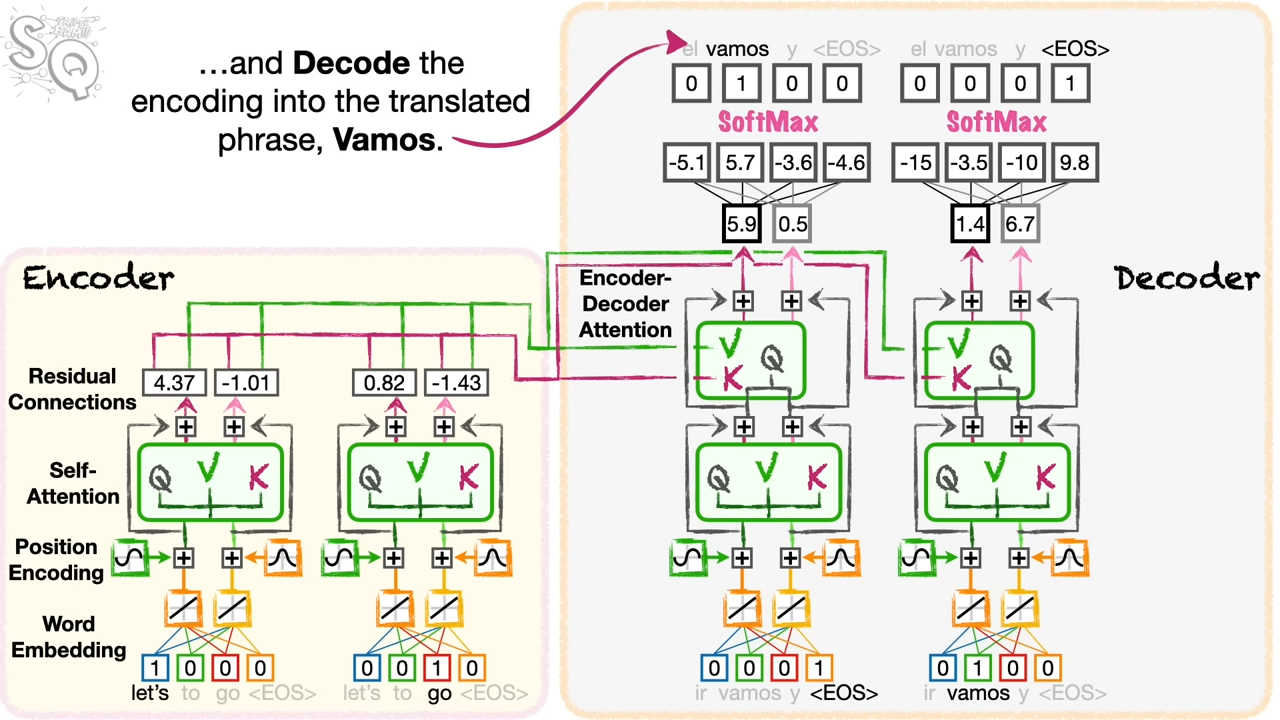 SQ
...and Decode the
encoding into the translated
phrase, Vamos.
el vamos y <EOS> el vamos y <EOS>
0 1 0 0 0 0 0 1
SoftMax SoftMax
-5.1 5.7 -3.6 -4.6 -15 -3.5 -10 9.8
5.9 0.5 1.4 6.7
Encoder
Decoder
Encoder-
Decoder
Attention
V Q K V Q K
Residual
Connections
4.37 -1.01 0.82 -1.43
+ + + + + + + +
+ + + +
Self-
Attention
Q V K Q V K Q V K Q V K
Position
Encoding
+ + + + + + + +
Word
Embedding
1 0 0 0 0 0 1 0 0 0 0 1 0 1 0 0
let's to go <EOS> let's to go <EOS> ir vamos y <EOS> ir vamos y <EOS>